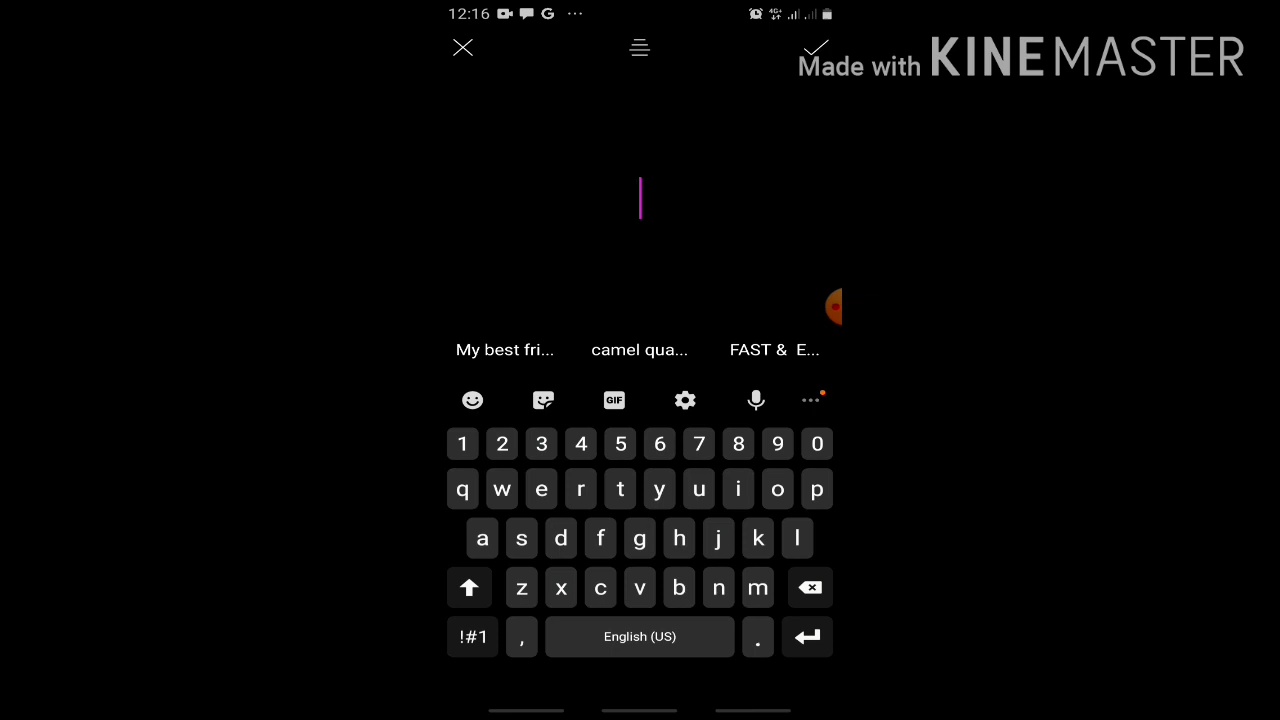 12:16 G ... 4G+
Made with KINEMASTER
My best fri... camel qua... FAST & E...
GIF
1 2 3 4 5 6 7 8 9 0
q w e r t y u i o p
a s d f g h j k l
z x c v b n m
!#1 , English (US) .